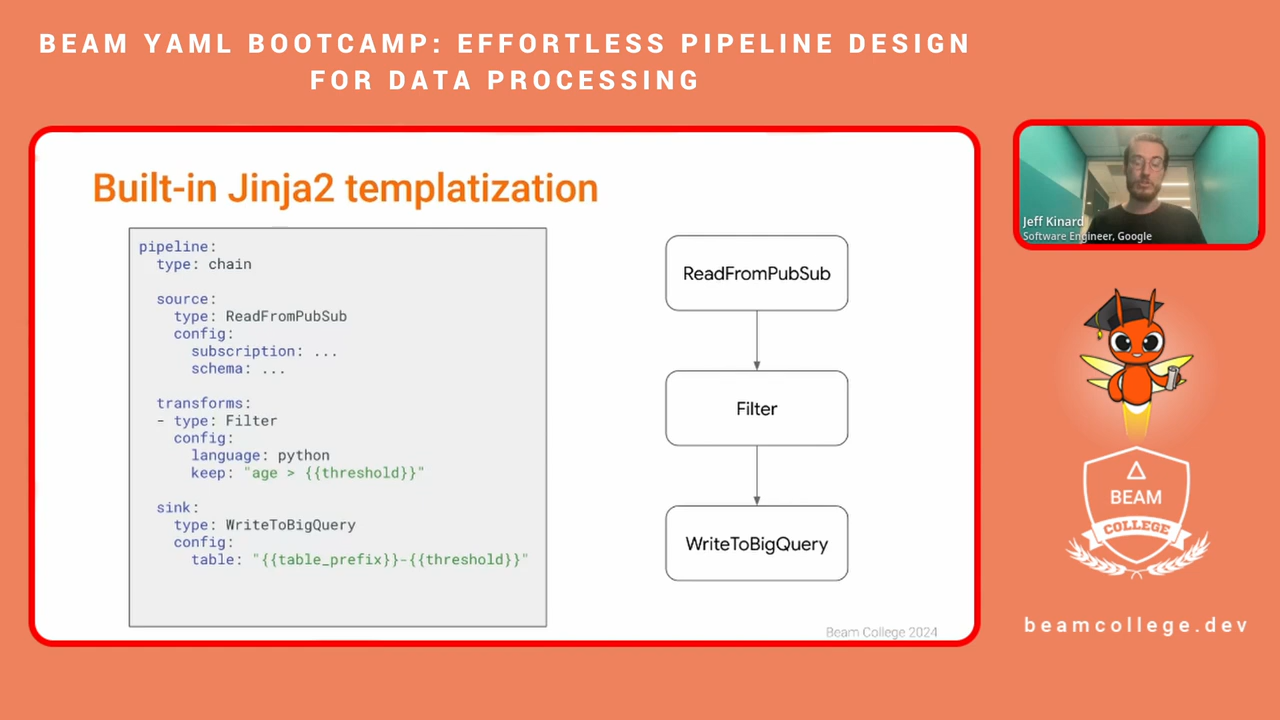 BEAM YAML BOOTCAMP: EFFORTLESS PIPELINE DESIGN
FOR DATA PROCESSING
Built-in Jinja2 templatization
pipeline:
  type: chain
  source:
    type: ReadFromPubSub
    config:
      subscription: ...
      schema: ...
  transforms:
  - type: Filter
    config:
      language: python
      keep: "age > {{threshold}}"
  sink:
    type: WriteToBigQuery
    config:
      table: "{{table_prefix}}-{{threshold}}"
ReadFromPubSub
Filter
WriteToBigQuery
Beam College 2024
Jeff Kinard
Software Engineer, Google
BEAM
COLLEGE
beamcollege.dev